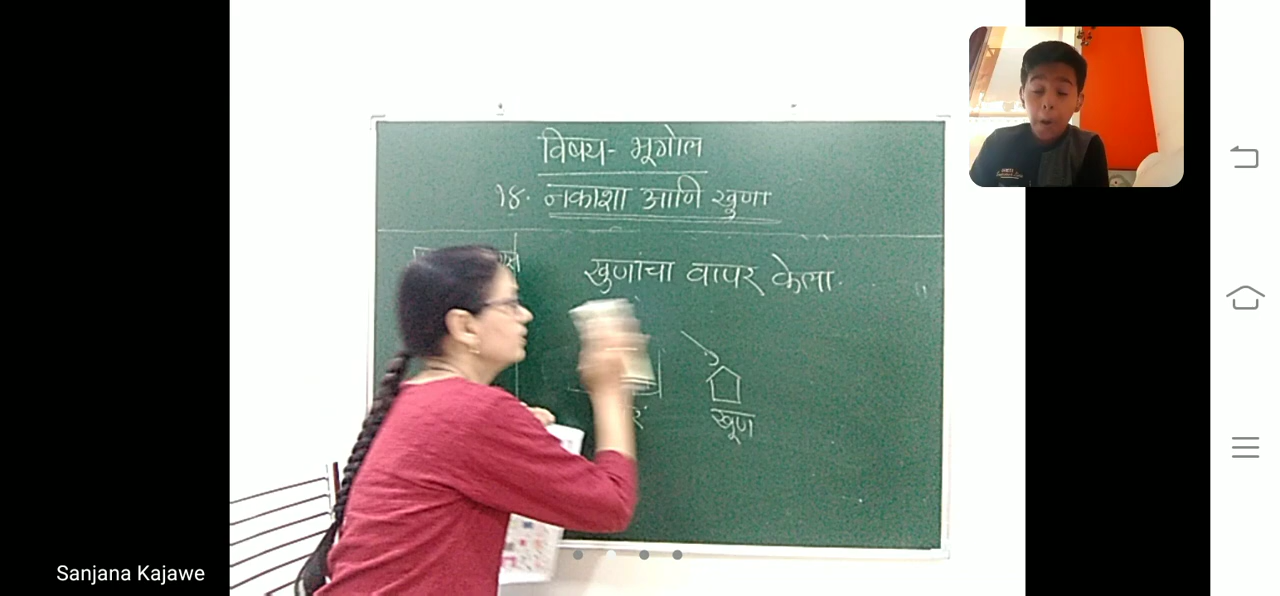 विषय- भूगोल
१४. नकाशा आणि खुणा
खुणांचा वापर केला.
खूण
Sanjana Kajawe